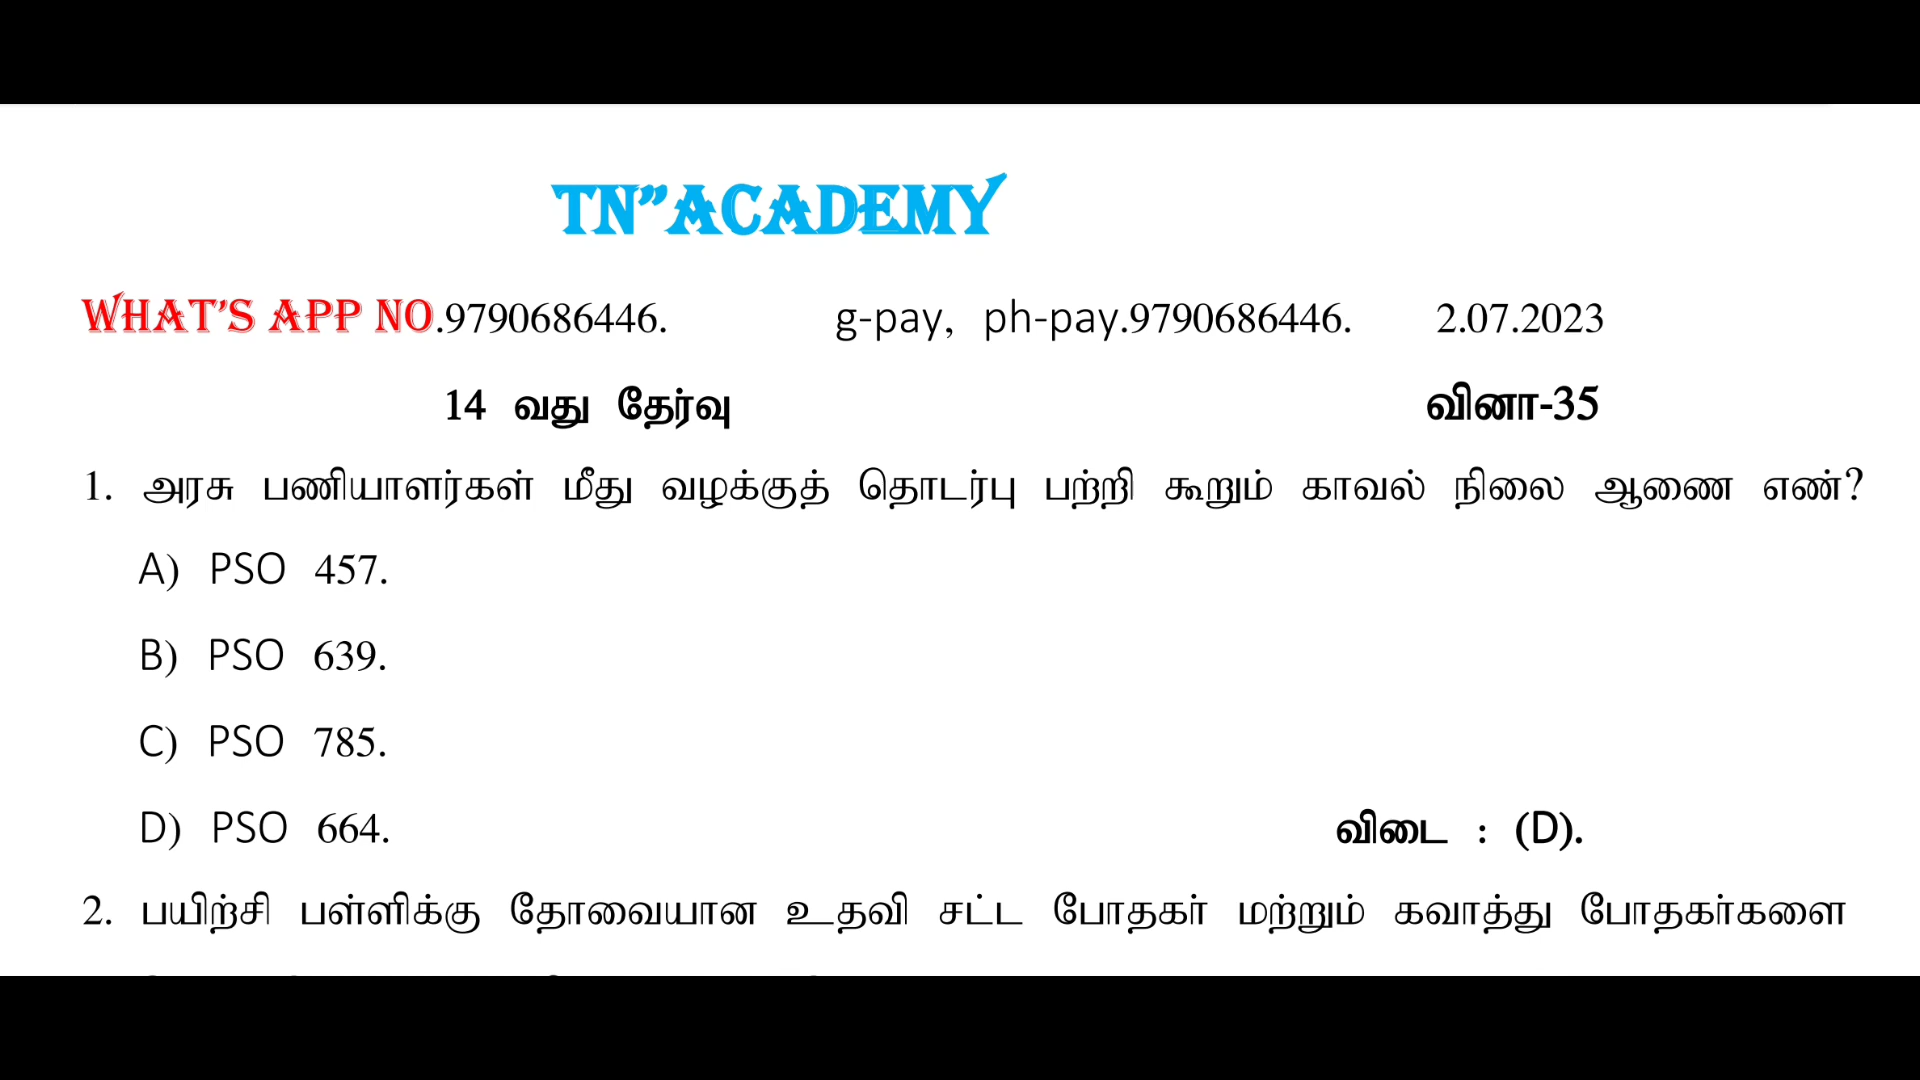 TN”ACADEMY
WHAT’S APP NO.9790686446. g-pay, ph-pay.9790686446. 2.07.2023
14 வது தேர்வு வினா-35
1. அரசு பணியாளர்கள் மீது வழக்குத் தொடர்பு பற்றி கூறும் காவல் நிலை ஆணை எண்?
A) PSO 457.
B) PSO 639.
C) PSO 785.
D) PSO 664. விடை : (D).
2. பயிற்சி பள்ளிக்கு தோவையான உதவி சட்ட போதகர் மற்றும் கவாத்து போதகர்களை